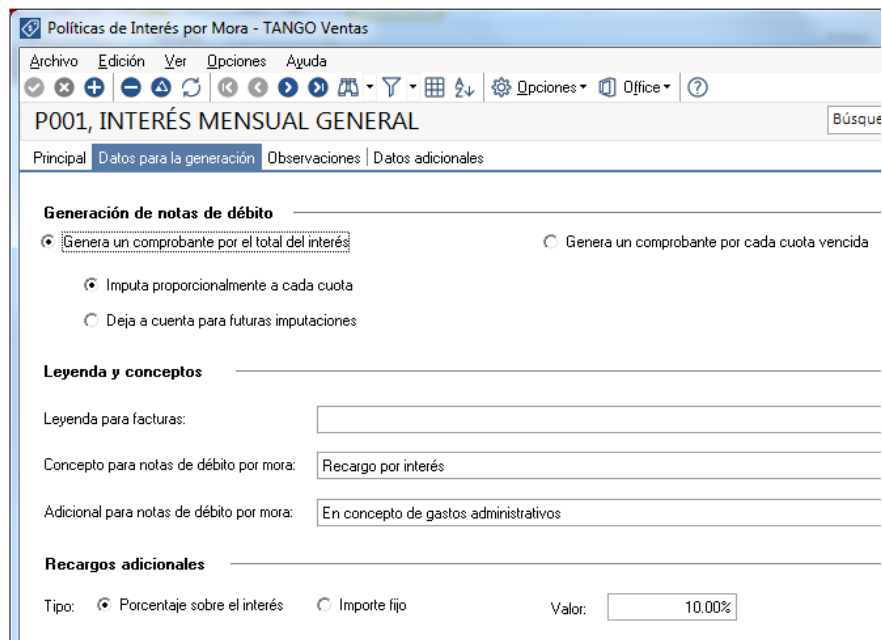 Políticas de Interés por Mora - TANGO Ventas
Archivo Edición Ver Opciones Ayuda
Opciones Office
P001, INTERÉS MENSUAL GENERAL Búsque
Principal Datos para la generación Observaciones Datos adicionales
Generación de notas de débito
Genera un comprobante por el total del interés Genera un comprobante por cada cuota vencida
Imputa proporcionalmente a cada cuota
Deja a cuenta para futuras imputaciones
Leyenda y conceptos
Leyenda para facturas:
Concepto para notas de débito por mora: Recargo por interés
Adicional para notas de débito por mora: En concepto de gastos administrativos
Recargos adicionales
Tipo: Porcentaje sobre el interés Importe fijo Valor: 10.00%